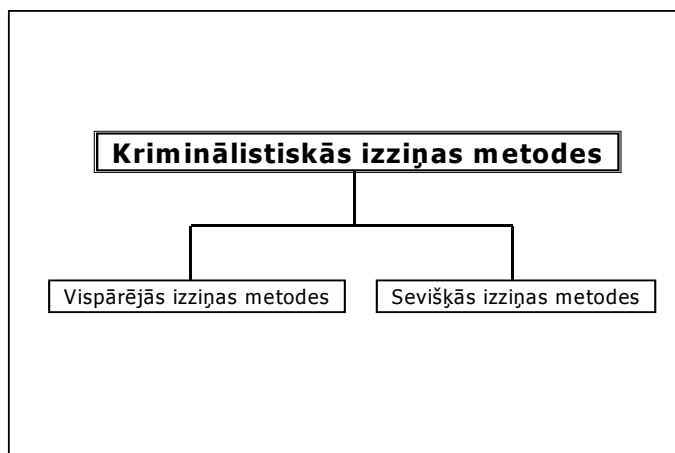 Kriminālistiskās izziņas metodes
Vispārējās izziņas metodes
Sevišķās izziņas metodes